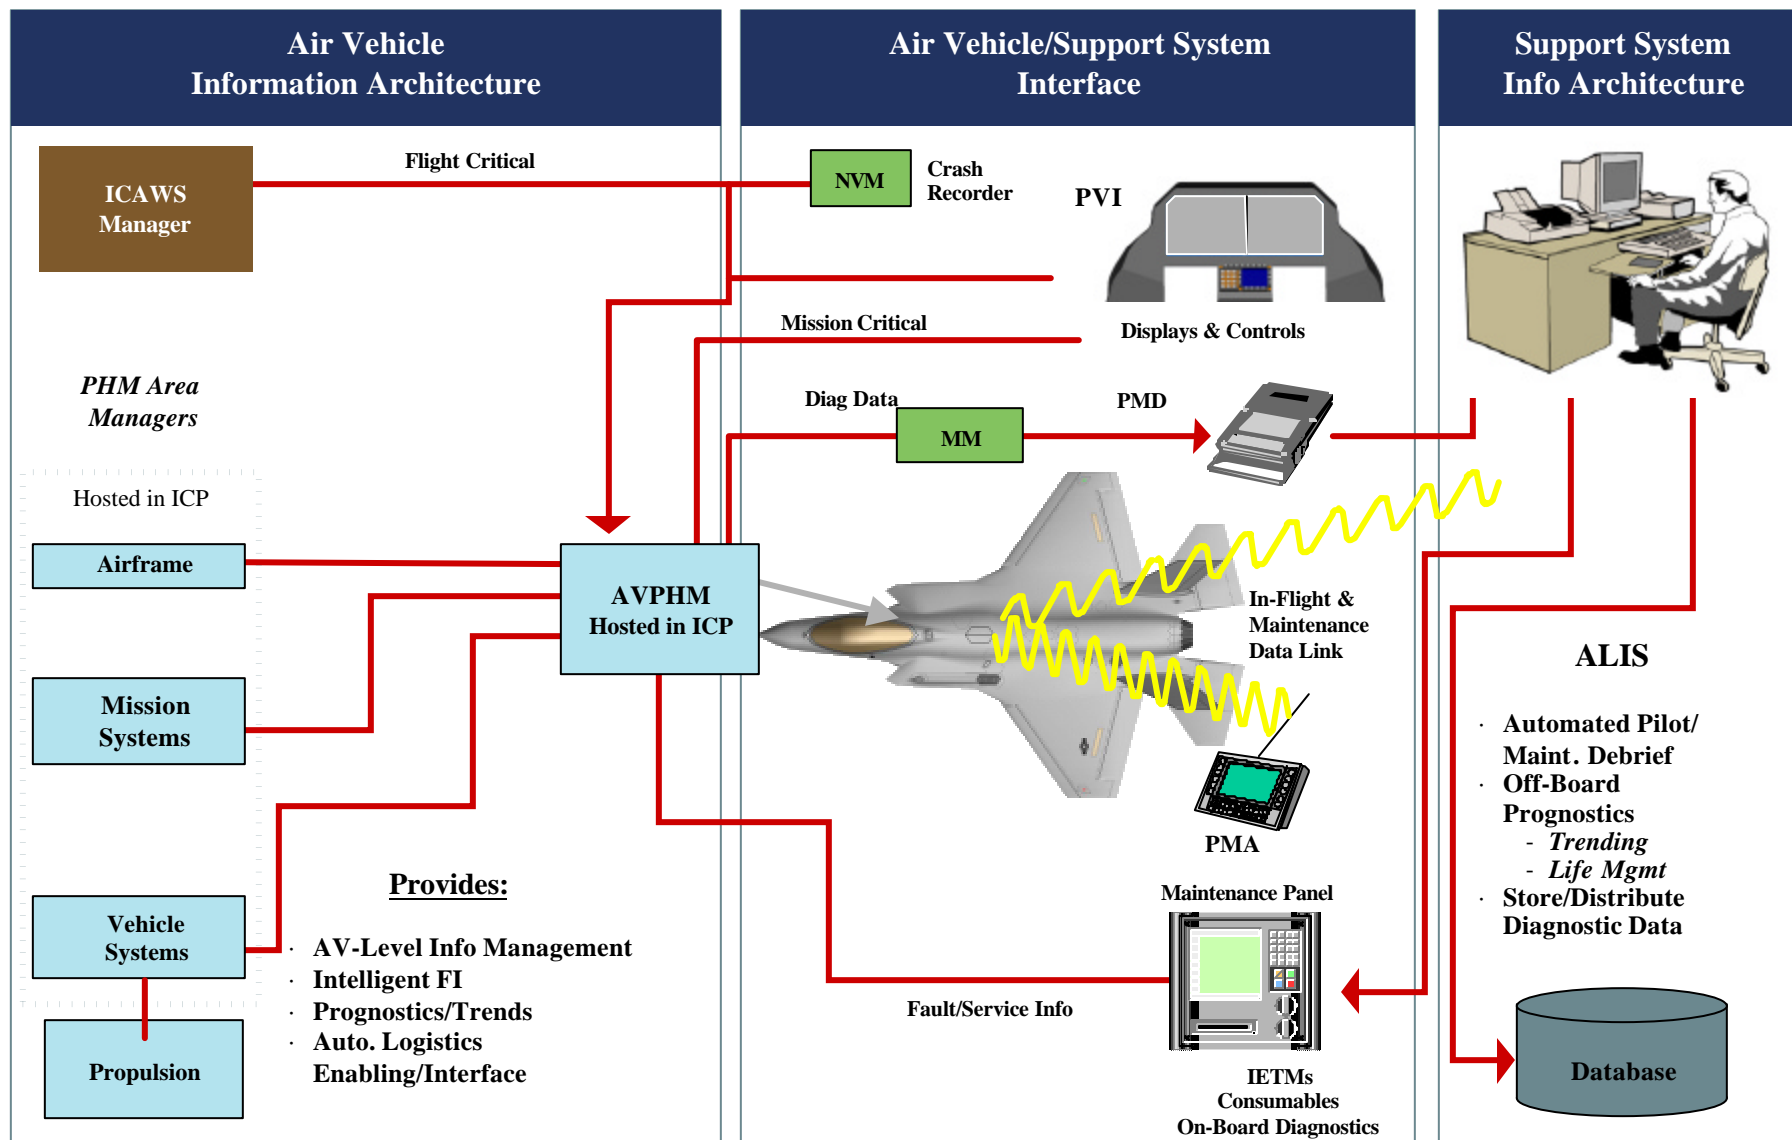 Air Vehicle
Information Architecture
Air Vehicle/Support System
Interface
Support System
Info Architecture
ICAWS
Manager
Flight Critical
NVM
Crash
Recorder
PVI
Mission Critical
Displays & Controls
PHM Area
Managers
Diag Data
MM
PMD
Hosted in ICP
Airframe
AVPHM
Hosted in ICP
In-Flight &
Maintenance
Data Link
Mission
Systems
PMA
ALIS
· Automated Pilot/
Maint. Debrief
· Off-Board
Prognostics
- Trending
- Life Mgmt
· Store/Distribute
Diagnostic Data
Vehicle
Systems
Propulsion
Provides:
· AV-Level Info Management
· Intelligent FI
· Prognostics/Trends
· Auto. Logistics
Enabling/Interface
Maintenance Panel
Fault/Service Info
IETMs
Consumables
On-Board Diagnostics
Database